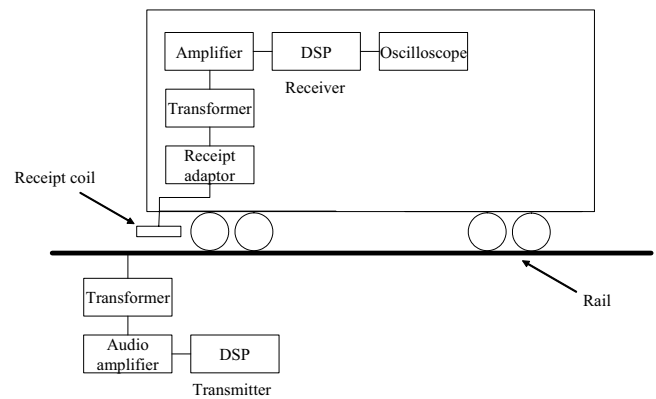 Amplifier
DSP
Oscilloscope
Receiver
Transformer
Receipt
adaptor
Receipt coil
Rail
Transformer
Audio
amplifier
DSP
Transmitter